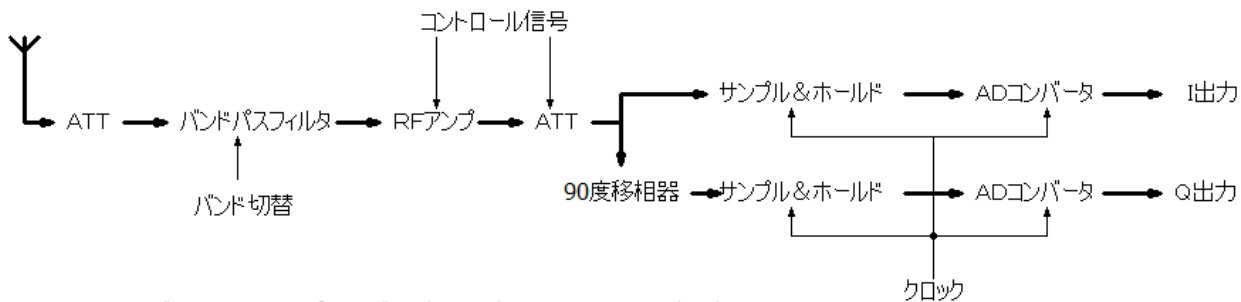 コントロール信号
サンプル＆ホールド
ADコンバータ
I出力
ATT
バンドパスフィルタ
RFアンプ
ATT
90度移相器
サンプル＆ホールド
ADコンバータ
Q出力
バンド切替
クロック